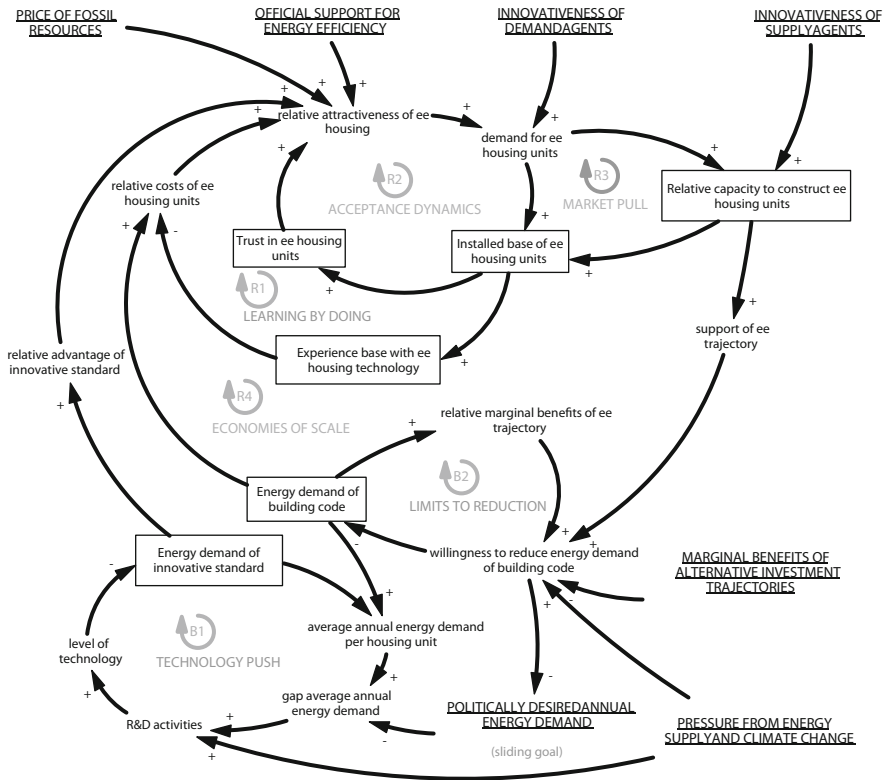 PRICE OF FOSSIL
RESOURCES
OFFICIAL SUPPORT FOR
ENERGY EFFICIENCY
INNOVATIVENESS OF
DEMANDAGENTS
INNOVATIVENESS OF
SUPPLYAGENTS
+
+
+
+
relative attractiveness of ee
housing
+
+
demand for ee
housing units
+
+
Relative capacity to construct ee
housing units
+
relative costs of ee
housing units
R2
ACCEPTANCE DYNAMICS
R3
MARKET PULL
+
-
Trust in ee housing
units
+
Installed base of ee
housing units
+
+
R1
LEARNING BY DOING
+
support of ee
trajectory
relative advantage of
innovative standard
Experience base with ee
housing technology
+
+
R4
ECONOMIES OF SCALE
relative marginal benefits of ee
trajectory
+
B2
LIMITS TO REDUCTION
Energy demand of
building code
-
+
+
willingness to reduce energy demand
of building code
Energy demand of
innovative standard
-
MARGINAL BENEFITS OF
ALTERNATIVE INVESTMENT
TRAJECTORIES
+
-
+
B1
TECHNOLOGY PUSH
level of
technology
average annual energy demand
per housing unit
+
-
gap average annual
energy demand
+
R&D activities
+
-
POLITICALLY DESIREDANNUAL
ENERGY DEMAND
(sliding goal)
PRESSURE FROM ENERGY
SUPPLYAND CLIMATE CHANGE
+